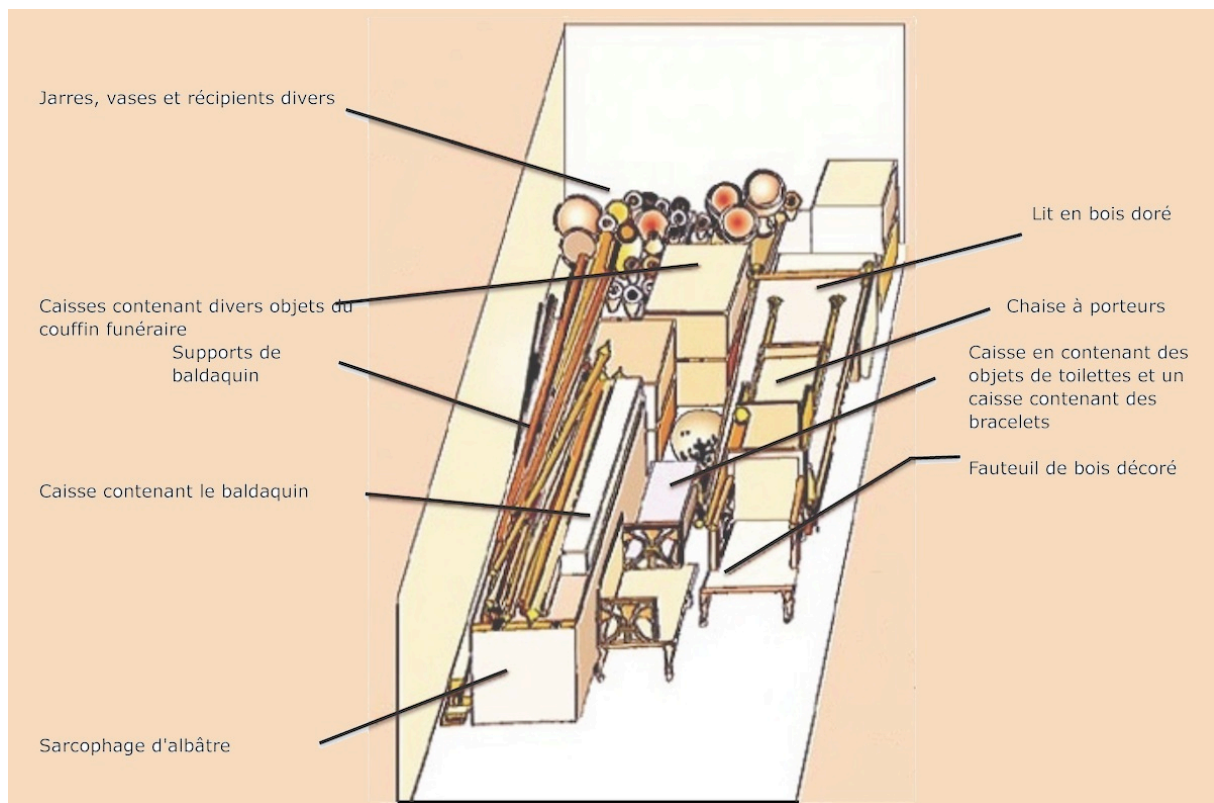 Jarres, vases et récipients divers
Caisses contenant divers objets du
couffin funéraire
Supports de
baldaquin
Caisse contenant le baldaquin
Sarcophage d'albâtre
Lit en bois doré
Chaise à porteurs
Caisse en contenant des
objets de toilettes et un
caisse contenant des
bracelets
Fauteuil de bois décoré